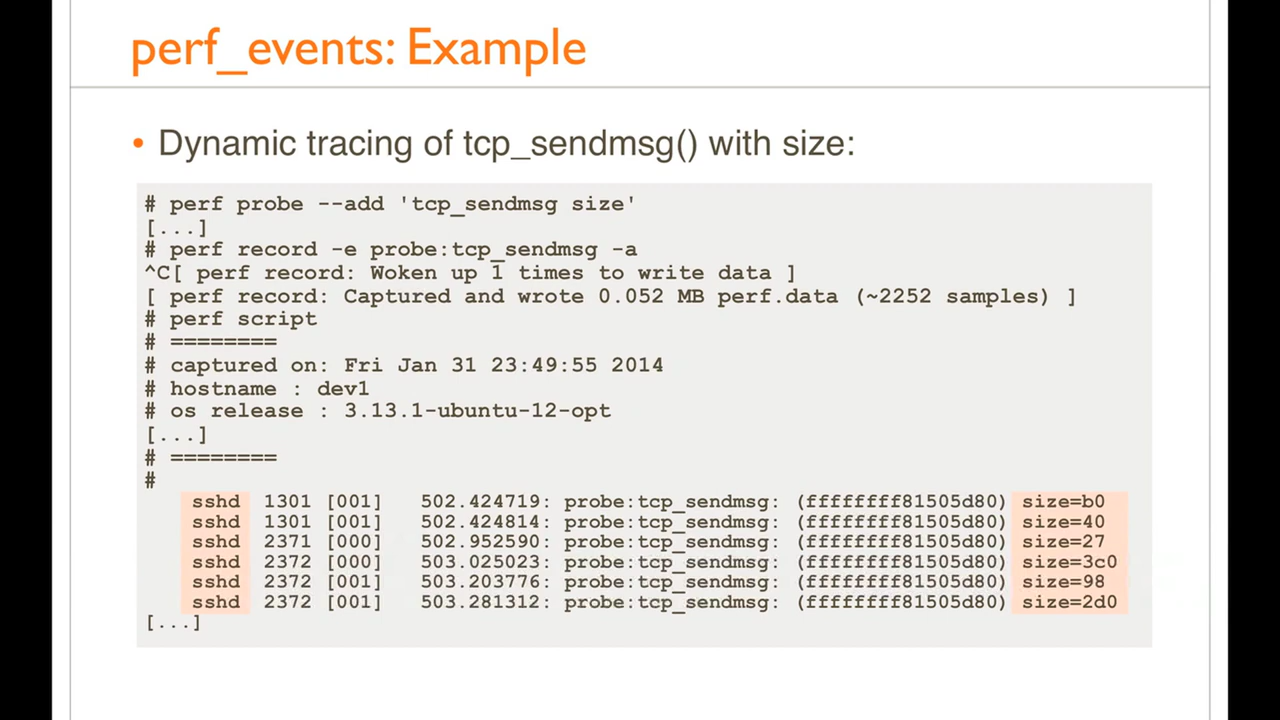 perf_events: Example
• Dynamic tracing of tcp_sendmsg() with size:
# perf probe --add 'tcp_sendmsg size'
[...]
# perf record -e probe:tcp_sendmsg -a
^C[ perf record: Woken up 1 times to write data ]
[ perf record: Captured and wrote 0.052 MB perf.data (~2252 samples) ]
# perf script
# ========
# captured on: Fri Jan 31 23:49:55 2014
# hostname : dev1
# os release : 3.13.1-ubuntu-12-opt
[...]
# ========
#
sshd 1301 [001] 502.424719: probe:tcp_sendmsg: (ffffffff81505d80) size=b0
sshd 1301 [001] 502.424814: probe:tcp_sendmsg: (ffffffff81505d80) size=40
sshd 2371 [000] 502.952590: probe:tcp_sendmsg: (ffffffff81505d80) size=27
sshd 2372 [000] 503.025023: probe:tcp_sendmsg: (ffffffff81505d80) size=3c0
sshd 2372 [001] 503.203776: probe:tcp_sendmsg: (ffffffff81505d80) size=98
sshd 2372 [001] 503.281312: probe:tcp_sendmsg: (ffffffff81505d80) size=2d0
[...]